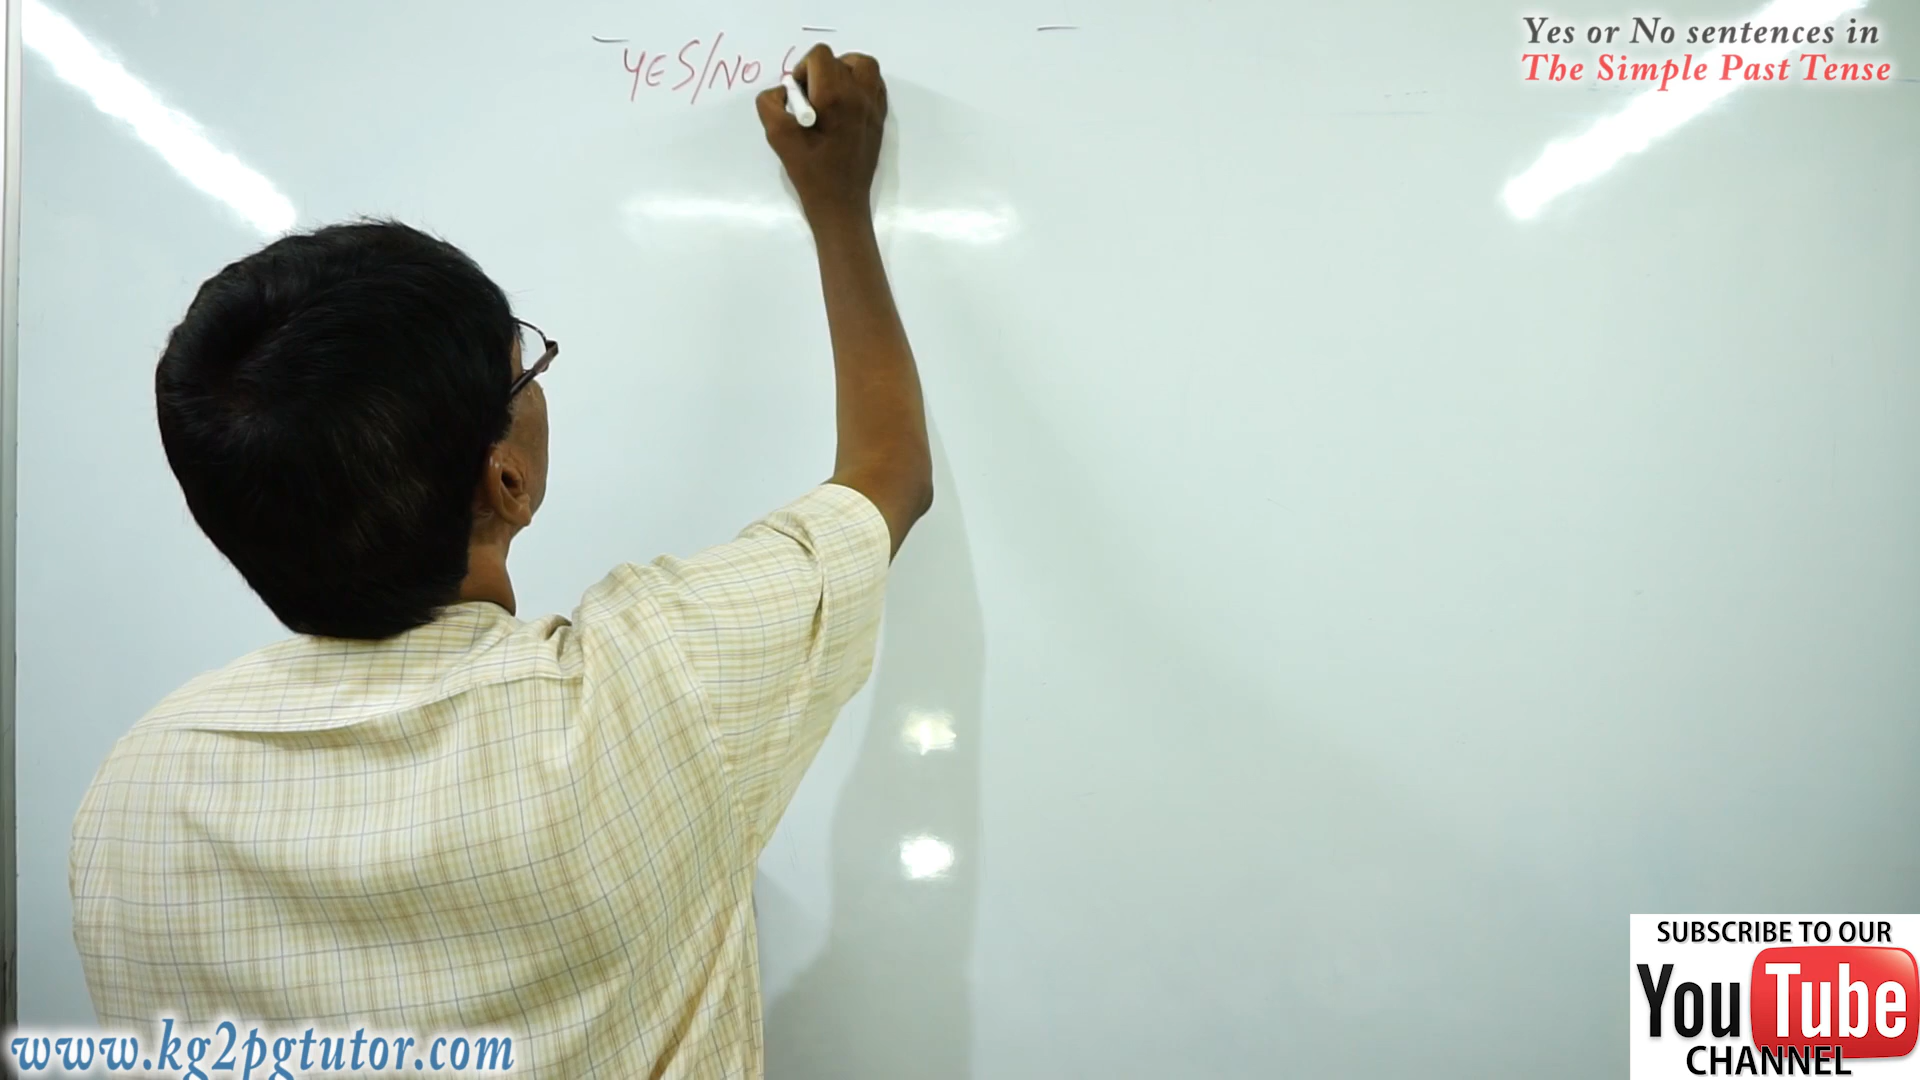 YES/NO
Yes or No sentences in
The Simple Past Tense
SUBSCRIBE TO OUR
YouTube
CHANNEL
www.kg2pgtutor.com